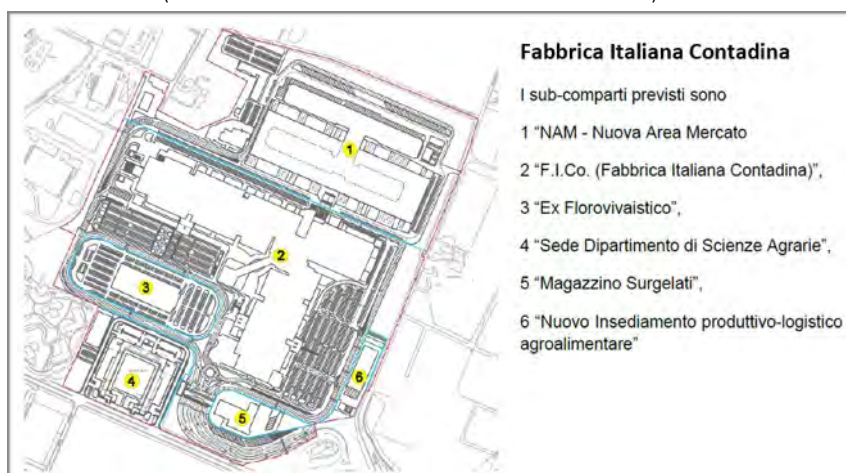 Fabbrica Italiana Contadina
I sub-comparti previsti sono
1 "NAM - Nuova Area Mercato
2 "F.I.Co. (Fabbrica Italiana Contadina)",
3 "Ex Florovivaistico",
4 "Sede Dipartimento di Scienze Agrarie",
5 "Magazzino Surgelati",
6 "Nuovo Insediamento produttivo-logistico
agroalimentare"
1
2
3
4
5
6